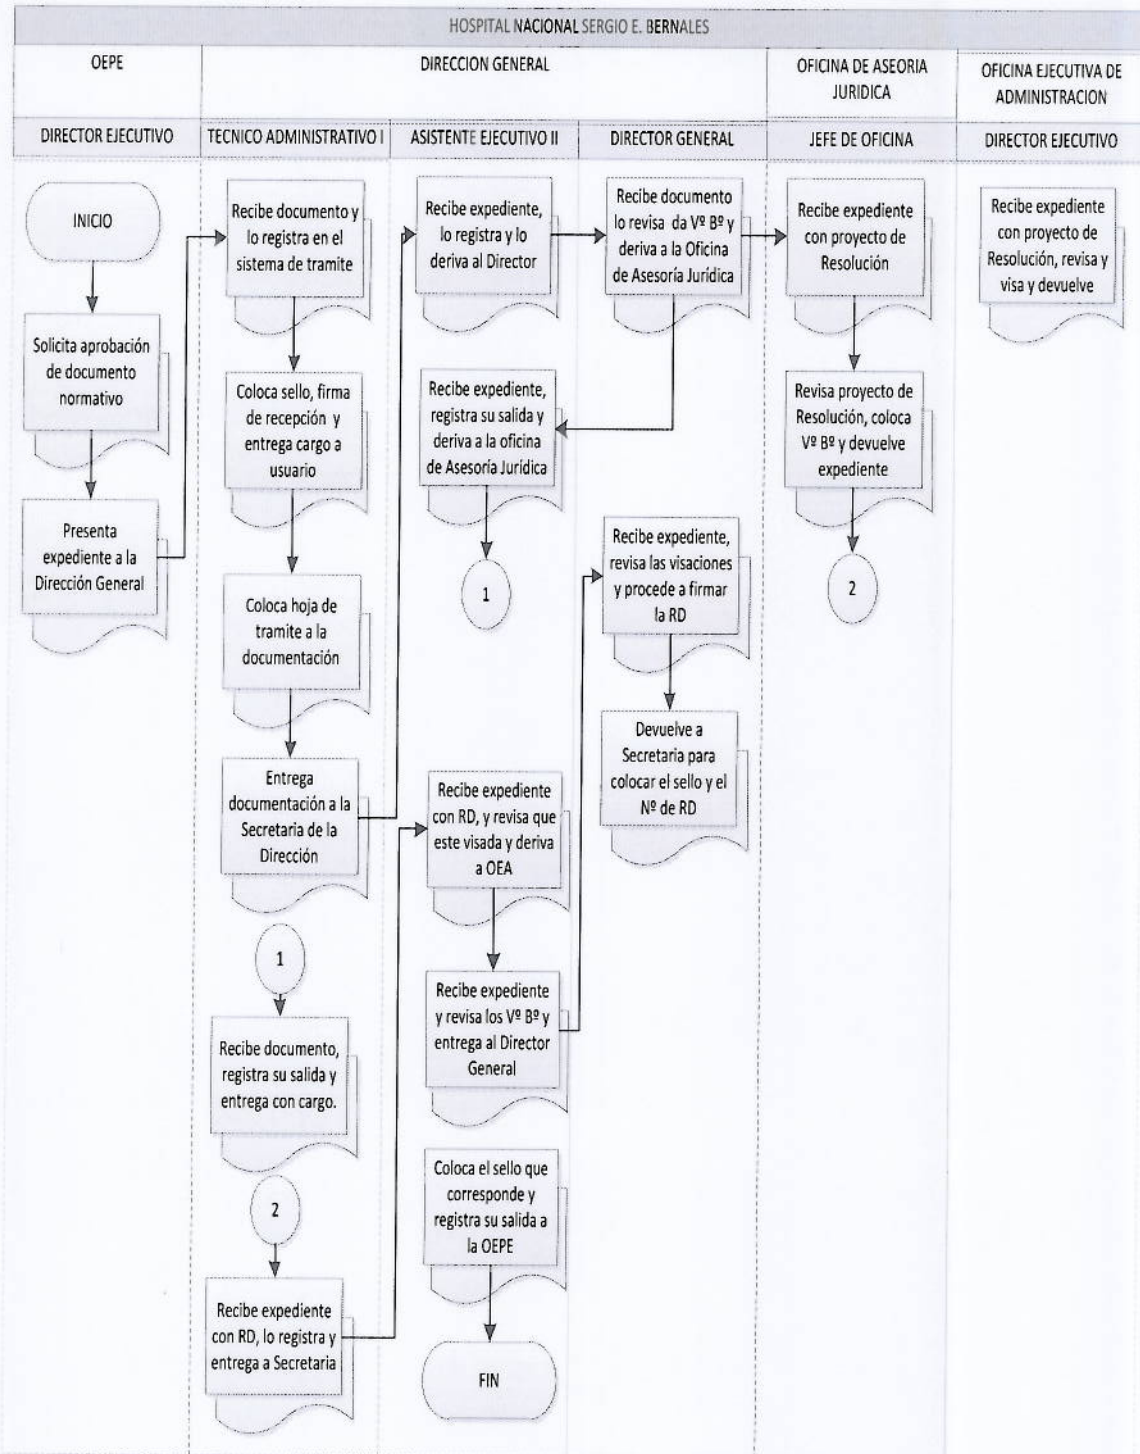 HOSPITAL NACIONAL SERGIO E. BERNALES
OEPE
DIRECCION GENERAL
OFICINA DE ASEORIA
JURIDICA
OFICINA EJECUTIVA DE
ADMINISTRACION
DIRECTOR EJECUTIVO
TECNICO ADMINISTRATIVO I
ASISTENTE EJECUTIVO II
DIRECTOR GENERAL
JEFE DE OFICINA
DIRECTOR EJECUTIVO
INICIO
Solicita aprobación
de documento
normativo
Presenta
expediente a la
Dirección General
Recibe documento y
lo registra en el
sistema de tramite
Coloca sello, firma
de recepción y
entrega cargo a
usuario
Coloca hoja de
tramite a la
documentación
Entrega
documentación a la
Secretaria de la
Dirección
1
Recibe documento,
registra su salida y
entrega con cargo.
2
Recibe expediente
con RD, lo registra y
entrega a Secretaria
Recibe expediente,
lo registra y lo
deriva al Director
Recibe expediente,
registra su salida y
deriva a la oficina
de Asesoría Jurídica
1
Recibe expediente
con RD, y revisa que
este visada y deriva
a OEA
Recibe expediente
y revisa los Vº Bº y
entrega al Director
General
Coloca el sello que
corresponde y
registra su salida a
la OEPE
FIN
Recibe documento
lo revisa da Vº Bº y
deriva a la Oficina
de Asesoría Jurídica
Recibe expediente,
revisa las visaciones
y procede a firmar
la RD
Devuelve a
Secretaria para
colocar el sello y el
Nº de RD
Recibe expediente
con proyecto de
Resolución
Revisa proyecto de
Resolución, coloca
Vº Bº y devuelve
expediente
2
Recibe expediente
con proyecto de
Resolución, revisa y
visa y devuelve